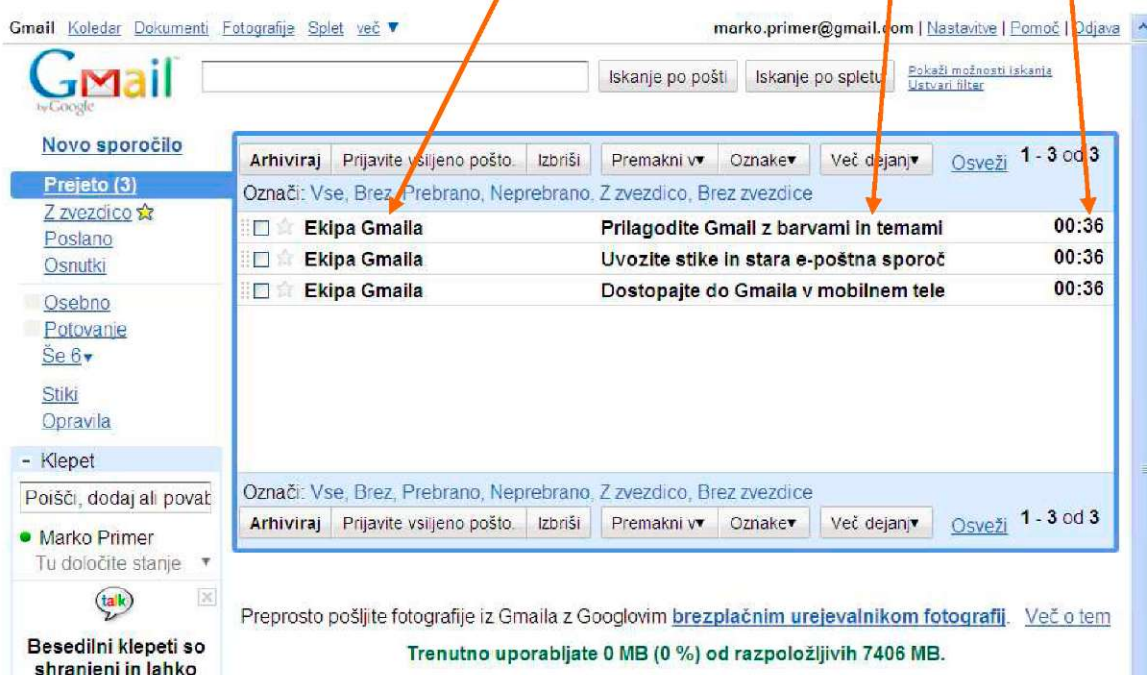 Gmail Koledar Dokumenti Fotografije Splet več ▼ marko.primer@gmail.com | Nastavitve | Pomoč | Odjava
Gmail
by Google
Iskanje po pošti Iskanje po spletu
Pokaži možnosti iskanja
Ustvari filter
Novo sporočilo
Prejeto (3)
Z zvezdico
Poslano
Osnutki
Osebno
Potovanje
Še 6▾
Stiki
Opravila
- Klepet
Poišči, dodaj ali povab
Marko Primer
Tu določite stanje ▾
talk
Besedilni klepeti so
shranjeni in lahko
Arhiviraj Prijavite vsiljeno pošto. Izbriši Premakni v▾ Oznake▾ Več dejanj▾ Osveži 1 - 3 od 3
Označi: Vse, Brez, Prebrano, Neprebrano, Z zvezdico, Brez zvezdice
Ekipa Gmaila Prilagodite Gmail z barvami in temami 00:36
Ekipa Gmaila Uvozite stike in stara e-poštna sporoč 00:36
Ekipa Gmaila Dostopajte do Gmaila v mobilnem tele 00:36
Označi: Vse, Brez, Prebrano, Neprebrano, Z zvezdico, Brez zvezdice
Arhiviraj Prijavite vsiljeno pošto. Izbriši Premakni v▾ Oznake▾ Več dejanj▾ Osveži 1 - 3 od 3
Preprosto pošljite fotografije iz Gmaila z Googlovim brezplačnim urejevalnikom fotografij. Več o tem
Trenutno uporabljate 0 MB (0 %) od razpoložljivih 7406 MB.